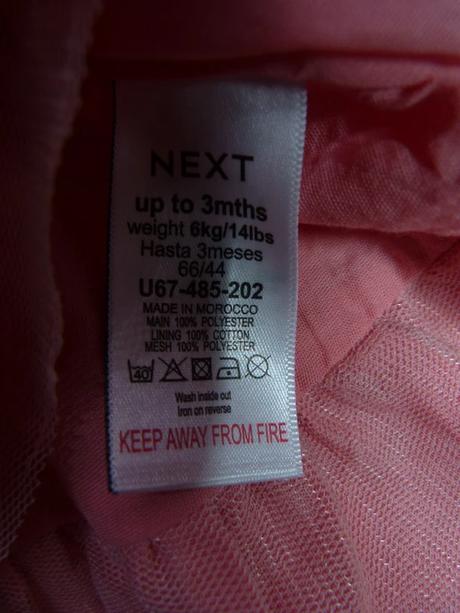 NEXT
up to 3mths
weight 6kg/14lbs
Hasta 3meses
66/44
U67-485-202
MADE IN MOROCCO
MAIN 100% POLYESTER
LINING 100% COTTON
MESH 100% POLYESTER
40
Wash inside out
Iron on reverse
KEEP AWAY FROM FIRE